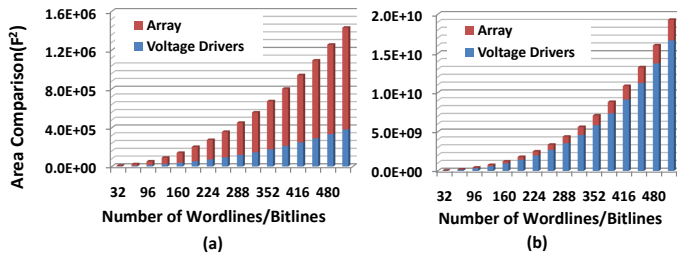 Area Comparison(F²)
1.6E+06
1.2E+06
8.0E+05
4.0E+05
0.0E+00
Array
Voltage Drivers
32 96 160 224 288 352 416 480
Number of Wordlines/Bitlines
(a)
2.0E+10
1.5E+10
1.0E+10
5.0E+09
0.0E+00
Array
Voltage Drivers
32 96 160 224 288 352 416 480
Number of Wordlines/Bitlines
(b)